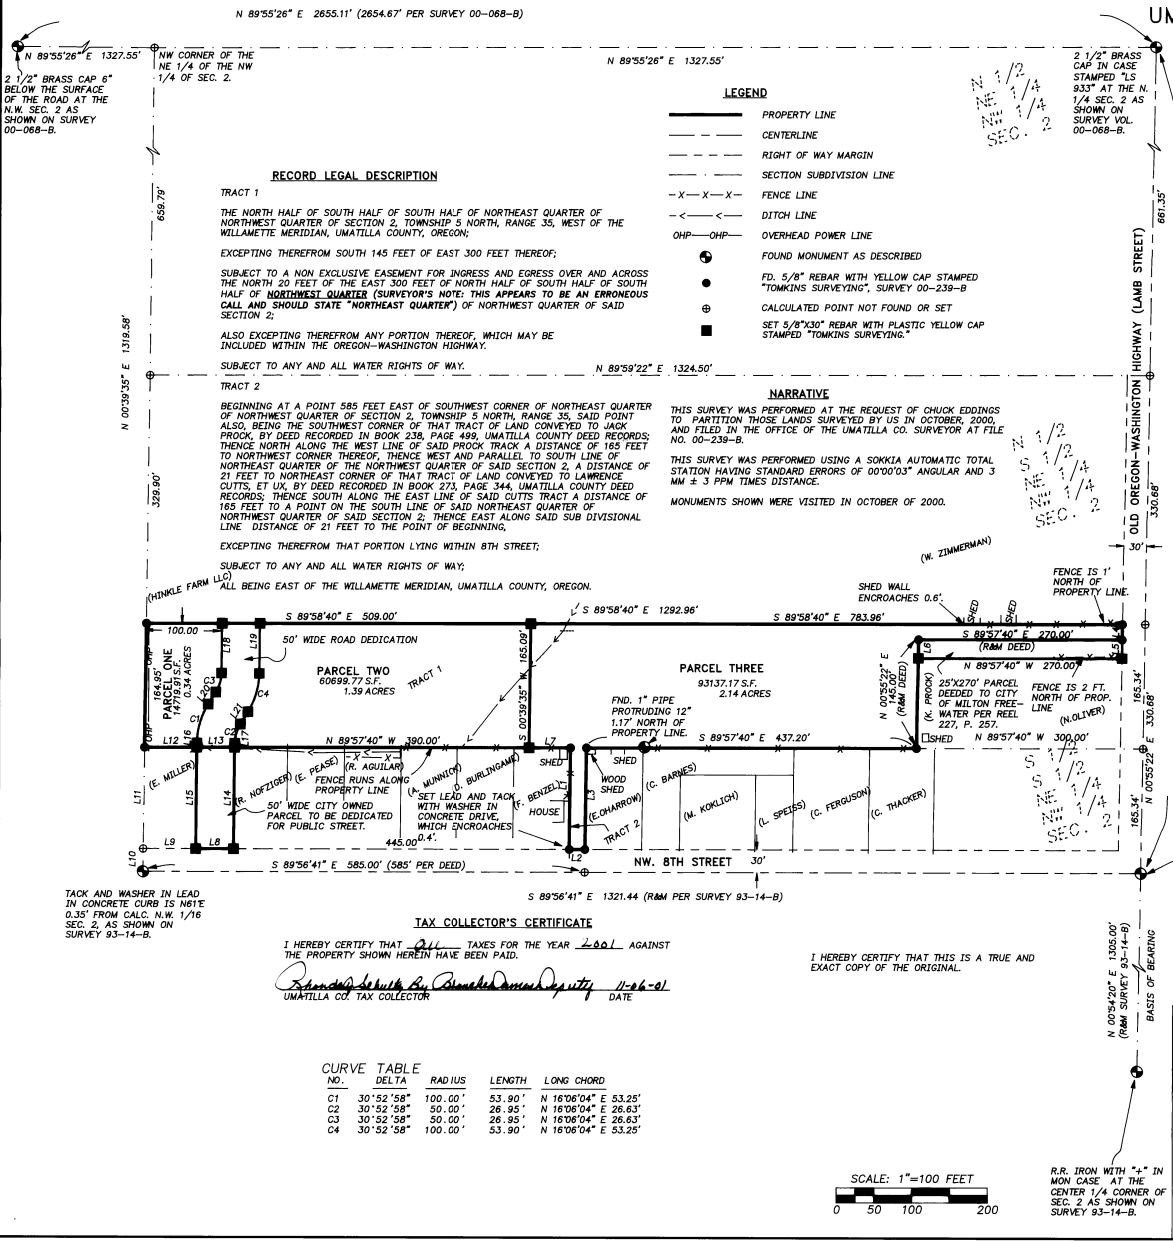 N 89°55'26" E 2655.11' (2654.67' PER SURVEY 00-068-B)
UM
N 89°55'26" E 1327.55'
NW CORNER OF THE
NE 1/4 OF THE NW
1/4 OF SEC. 2.
N 89°55'26" E 1327.55'
2 1/2" BRASS CAP 6"
BELOW THE SURFACE
OF THE ROAD AT THE
N.W. SEC. 2 AS
SHOWN ON SURVEY
00-068-B.
2 1/2" BRASS
CAP IN CASE
STAMPED "LS
933" AT THE N.
1/4 SEC. 2 AS
SHOWN ON
SURVEY VOL.
00-068-B.
N 1/2
NE 1/4
NW 1/4
SEC. 2
LEGEND
PROPERTY LINE
CENTERLINE
RIGHT OF WAY MARGIN
SECTION SUBDIVISION LINE
-X-X-X- FENCE LINE
-<-<- DITCH LINE
OHP-OHP- OVERHEAD POWER LINE
FOUND MONUMENT AS DESCRIBED
FD. 5/8" REBAR WITH YELLOW CAP STAMPED
"TOMKINS SURVEYING", SURVEY 00-239-B
CALCULATED POINT NOT FOUND OR SET
SET 5/8"X30" REBAR WITH PLASTIC YELLOW CAP
STAMPED "TOMKINS SURVEYING."
RECORD LEGAL DESCRIPTION
TRACT 1
THE NORTH HALF OF SOUTH HALF OF SOUTH HALF OF NORTHEAST QUARTER OF
NORTHWEST QUARTER OF SECTION 2, TOWNSHIP 5 NORTH, RANGE 35, WEST OF THE
WILLAMETTE MERIDIAN, UMATILLA COUNTY, OREGON;
EXCEPTING THEREFROM SOUTH 145 FEET OF EAST 300 FEET THEREOF;
SUBJECT TO A NON EXCLUSIVE EASEMENT FOR INGRESS AND EGRESS OVER AND ACROSS
THE NORTH 20 FEET OF THE EAST 300 FEET OF NORTH HALF OF SOUTH HALF OF SOUTH
HALF OF NORTHWEST QUARTER (SURVEYOR'S NOTE: THIS APPEARS TO BE AN ERRONEOUS
CALL AND SHOULD STATE "NORTHEAST QUARTER") OF NORTHWEST QUARTER OF SAID
SECTION 2;
ALSO EXCEPTING THEREFROM ANY PORTION THEREOF, WHICH MAY BE
INCLUDED WITHIN THE OREGON-WASHINGTON HIGHWAY.
SUBJECT TO ANY AND ALL WATER RIGHTS OF WAY.
659.79'
N 00°39'35" E 1319.58'
329.90'
661.35'
330.68'
OLD OREGON-WASHINGTON HIGHWAY (LAMB STREET)
N 89°59'22" E 1324.50'
TRACT 2
BEGINNING AT A POINT 585 FEET EAST OF SOUTHWEST CORNER OF NORTHEAST QUARTER
OF NORTHWEST QUARTER OF SECTION 2, TOWNSHIP 5 NORTH, RANGE 35, SAID POINT
ALSO, BEING THE SOUTHWEST CORNER OF THAT TRACT OF LAND CONVEYED TO JACK
PROCK, BY DEED RECORDED IN BOOK 238, PAGE 499, UMATILLA COUNTY DEED RECORDS;
THENCE NORTH ALONG THE WEST LINE OF SAID PROCK TRACK A DISTANCE OF 165 FEET
TO NORTHWEST CORNER THEREOF, THENCE WEST AND PARALLEL TO SOUTH LINE OF
NORTHEAST QUARTER OF THE NORTHWEST QUARTER OF SAID SECTION 2, A DISTANCE OF
21 FEET TO NORTHEAST CORNER OF THAT TRACT OF LAND CONVEYED TO LAWRENCE
CUTTS, ET UX, BY DEED RECORDED IN BOOK 273, PAGE 344, UMATILLA COUNTY DEED
RECORDS; THENCE SOUTH ALONG THE EAST LINE OF SAID CUTTS TRACT A DISTANCE OF
165 FEET TO A POINT ON THE SOUTH LINE OF SAID NORTHEAST QUARTER OF
NORTHWEST QUARTER OF SAID SECTION 2; THENCE EAST ALONG SAID SUB DIVISIONAL
LINE DISTANCE OF 21 FEET TO THE POINT OF BEGINNING,
EXCEPTING THEREFROM THAT PORTION LYING WITHIN 8TH STREET;
SUBJECT TO ANY AND ALL WATER RIGHTS OF WAY;
ALL BEING EAST OF THE WILLAMETTE MERIDIAN, UMATILLA COUNTY, OREGON.
NARRATIVE
THIS SURVEY WAS PERFORMED AT THE REQUEST OF CHUCK EDDINGS
TO PARTITION THOSE LANDS SURVEYED BY US IN OCTOBER, 2000,
AND FILED IN THE OFFICE OF THE UMATILLA CO. SURVEYOR AT FILE
NO. 00-239-B.
THIS SURVEY WAS PERFORMED USING A SOKKIA AUTOMATIC TOTAL
STATION HAVING STANDARD ERRORS OF 00°00'03" ANGULAR AND 3
MM ± 3 PPM TIMES DISTANCE.
MONUMENTS SHOWN WERE VISITED IN OCTOBER OF 2000.
N 1/2
S 1/2
NE 1/4
NW 1/4
SEC. 2
(W. ZIMMERMAN)
30'
(HINKLE FARM LLC)
SHED WALL
ENCROACHES 0.6'.
FENCE IS 1'
NORTH OF
PROPERTY LINE.
S 89°58'40" E 509.00'
S 89°58'40" E 1292.96'
S 89°58'40" E 783.96'
SHED
SHED
100.00
L18
L19
50' WIDE ROAD DEDICATION
S 89°57'40" E 270.00'
(R&M DEED)
L4
L5
L6
OHP
OHP
164.95'
PARCEL ONE
14719.91 S.F.
0.34 ACRES
PARCEL TWO
60699.77 S.F.
1.39 ACRES
TRACT 1
S 00°39'35" W 165.09'
PARCEL THREE
93137.17 S.F.
2.14 ACRES
N 00°55'22" E
145.00'
(R&M DEED)
(K. PROCK)
N 89°57'40" W 270.00'
25'X270' PARCEL
DEEDED TO CITY
OF MILTON FREE-
WATER PER REEL
227, P. 257.
FENCE IS 2 FT.
NORTH OF PROP.
LINE
(N.OLIVER)
165.34'
330.68'
C3
L20
C1
L16
C4
L21
C2
L17
FND. 1" PIPE
PROTRUDING 12"
1.17' NORTH OF
PROPERTY LINE.
L12
L13
N 89°57'40" W 390.00'
L7
S 89°57'40" E 437.20'
SHED
N 89°57'40" W 300.00'
(E. MILLER)
(R. NOFZIGER)
(E. PEASE)
(R. AGUILAR)
FENCE RUNS ALONG
PROPERTY LINE
(A. MUNNICK)
D. BURLINGAME)
SHED
SHED
WOOD
SHED
(C. BARNES)
(M. KOKLICH)
(L. SPEISS)
(C. FERGUSON)
(C. THACKER)
S 1/2
S 1/2
NE 1/4
NW 1/4
SEC. 2
N 00°55'22" E
165.34'
L11
L15
L14
50' WIDE CITY OWNED
PARCEL TO BE DEDICATED
FOR PUBLIC STREET.
SET LEAD AND TACK
WITH WASHER IN
CONCRETE DRIVE,
WHICH ENCROACHES
0.4'.
(F. BENZEL)
HOUSE
L1
L3
(E.OHARROW)
TRACT 2
L9
L8
445.00'
L2
L10
S 89°56'41" E 585.00' (585' PER DEED)
NW. 8TH STREET
30'
S 89°56'41" E 1321.44 (R&M PER SURVEY 93-14-B)
TACK AND WASHER IN LEAD
IN CONCRETE CURB IS N61°E
0.35' FROM CALC. N.W. 1/16
SEC. 2, AS SHOWN ON
SURVEY 93-14-B.
TAX COLLECTOR'S CERTIFICATE
I HEREBY CERTIFY THAT all TAXES FOR THE YEAR 2001 AGAINST
THE PROPERTY SHOWN HEREIN HAVE BEEN PAID.
By Deputy 11-06-01
UMATILLA CO. TAX COLLECTOR DATE
I HEREBY CERTIFY THAT THIS IS A TRUE AND
EXACT COPY OF THE ORIGINAL.
N 00°54'20" E 1305.00'
(R&M SURVEY 93-14-B)
BASIS OF BEARING
CURVE TABLE
NO. DELTA RADIUS LENGTH LONG CHORD
C1 30°52'58" 100.00' 53.90' N 16°06'04" E 53.25'
C2 30°52'58" 50.00' 26.95' N 16°06'04" E 26.63'
C3 30°52'58" 50.00' 26.95' N 16°06'04" E 26.63'
C4 30°52'58" 100.00' 53.90' N 16°06'04" E 53.25'
SCALE: 1"=100 FEET
0 50 100 200
R.R. IRON WITH "+" IN
MON CASE AT THE
CENTER 1/4 CORNER OF
SEC. 2 AS SHOWN ON
SURVEY 93-14-B.